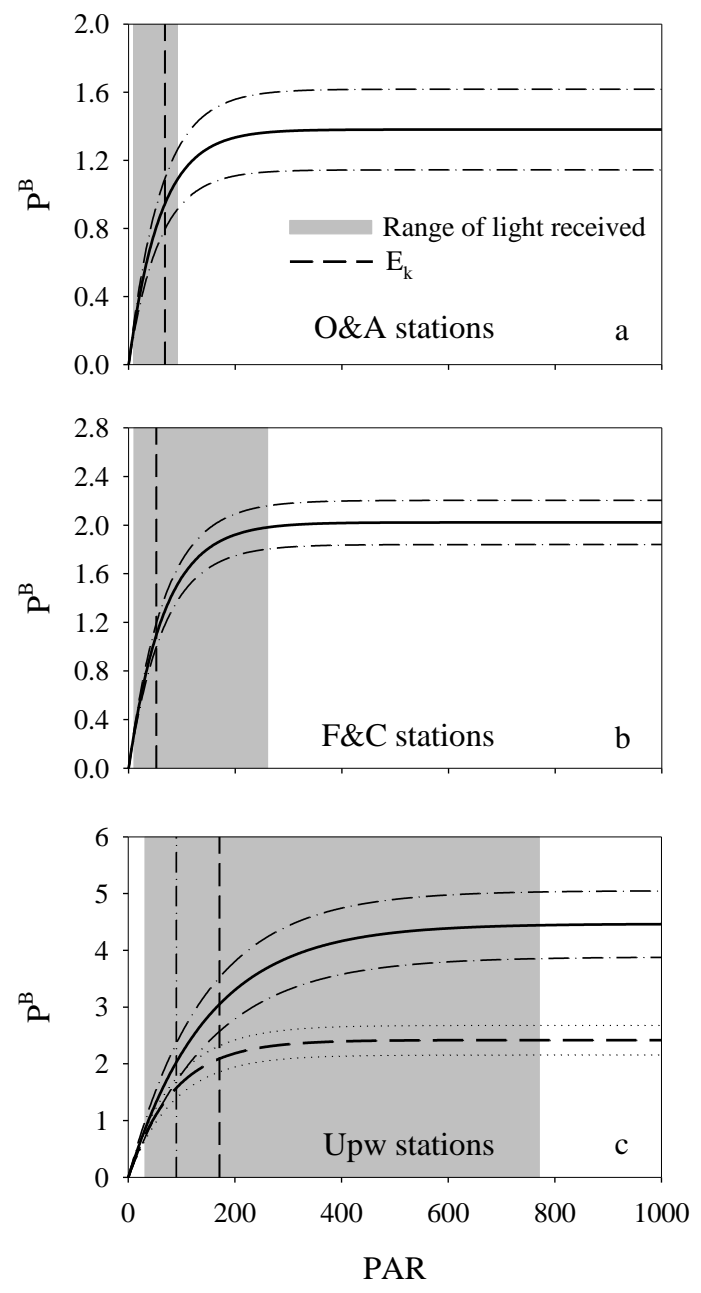 2.0
1.6
1.2
0.8
0.4
0.0
P^B
Range of light received
E_k
O&A stations
a
2.8
2.4
2.0
1.6
1.2
0.8
0.4
0.0
P^B
F&C stations
b
6
5
4
3
2
1
0
P^B
Upw stations
c
0 200 400 600 800 1000
PAR